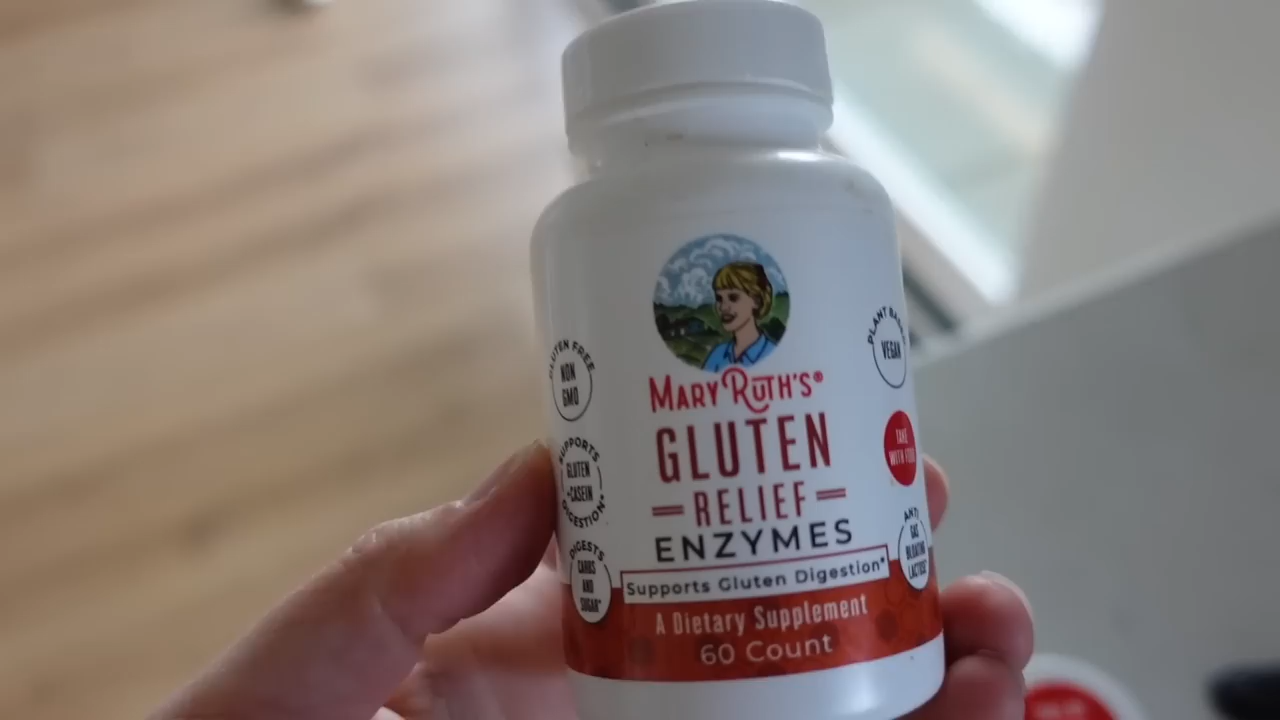 MARY RUTH'S®
GLUTEN
RELIEF
ENZYMES
Supports Gluten Digestion*
A Dietary Supplement
60 Count
GLUTEN FREE
NON
GMO
SUPPORTS
GLUTEN
+CASEIN
DIGESTION*
DIGESTS
CARBS
AND
SUGAR*
PLANT BASED
VEGAN
TAKE
WITH FOOD
ANTI
GAS
BLOATING
LACTOSE*